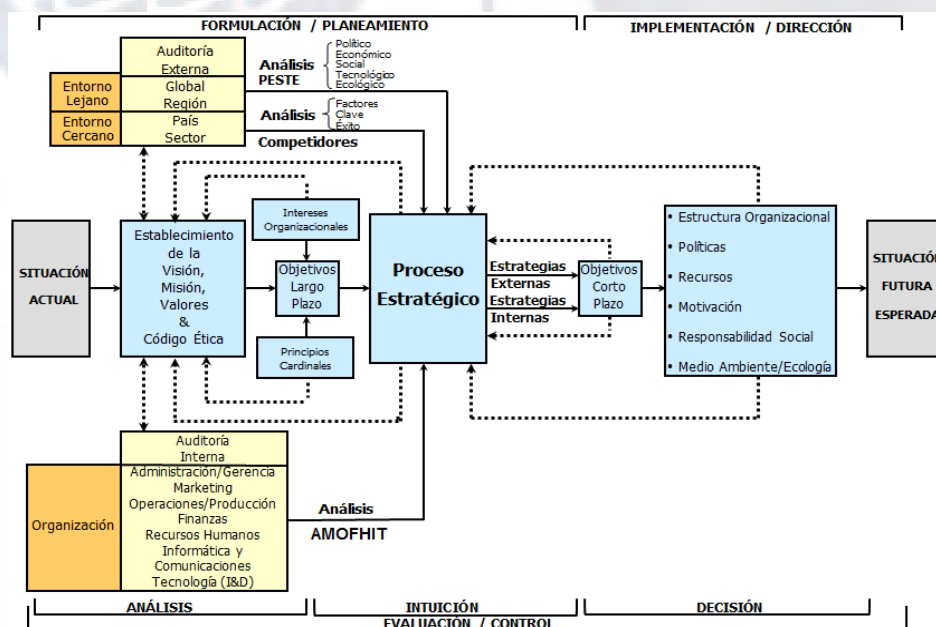 FORMULACIÓN / PLANEAMIENTO
IMPLEMENTACIÓN / DIRECCIÓN
Auditoría
Externa
Entorno
Lejano
Global
Región
Entorno
Cercano
País
Sector
Análisis
PESTE
Político
Económico
Social
Tecnológico
Ecológico
Análisis
Competidores
Factores
Clave
Éxito
SITUACIÓN
ACTUAL
Establecimiento
de la
Visión,
Misión,
Valores
&
Código Ética
Intereses
Organizacionales
Objetivos
Largo
Plazo
Principios
Cardinales
Proceso
Estratégico
Estrategias
Externas
Estrategias
Internas
Objetivos
Corto
Plazo
• Estructura Organizacional
• Políticas
• Recursos
• Motivación
• Responsabilidad Social
• Medio Ambiente/Ecología
SITUACIÓN
FUTURA
ESPERADA
Organización
Auditoría
Interna
Administración/Gerencia
Marketing
Operaciones/Producción
Finanzas
Recursos Humanos
Informática y
Comunicaciones
Tecnología (I&D)
Análisis
AMOFHIT
ANÁLISIS
INTUICIÓN
DECISIÓN
EVALUACIÓN / CONTROL